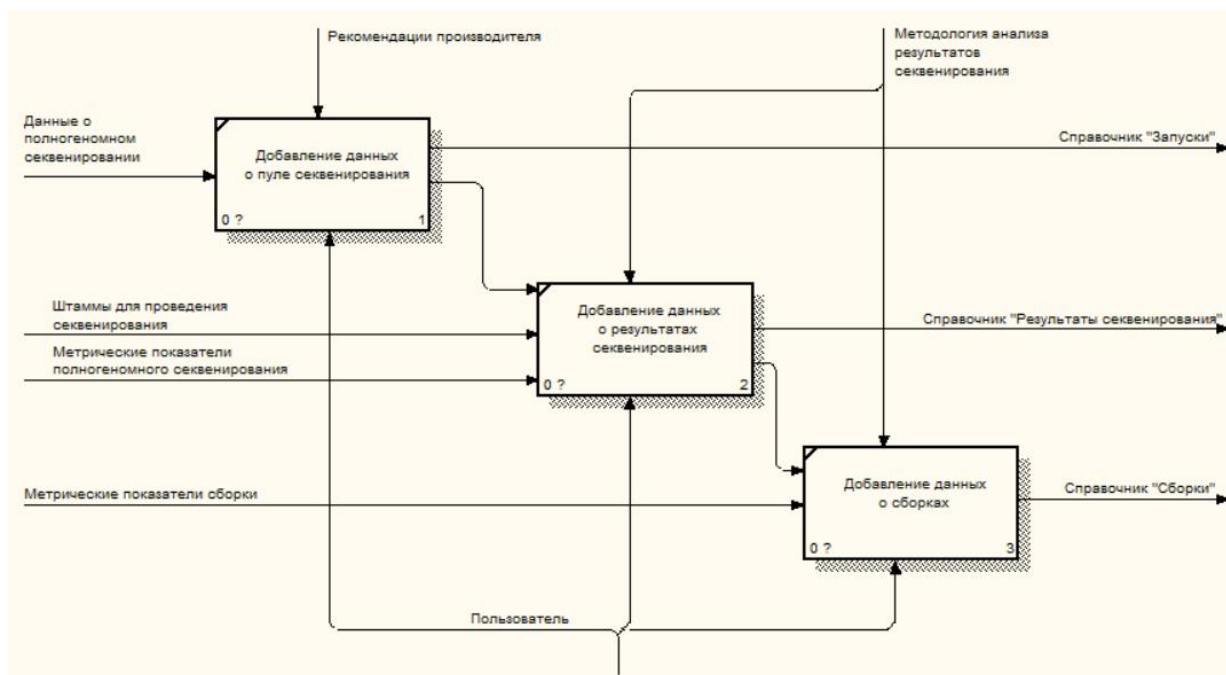 Рекомендации производителя
Методология анализа
результатов
секвенирования
Данные о
полногеномном
секвенировании
Добавление данных
о пуле секвенирования
0 ?
1
Справочник "Запуски"
Штаммы для проведения
секвенирования
Метрические показатели
полногеномного секвенирования
Добавление данных
о результатах
секвенирования
0 ?
2
Справочник "Результаты секвенирования"
Метрические показатели сборки
Добавление данных
о сборках
0 ?
3
Справочник "Сборки"
Пользователь